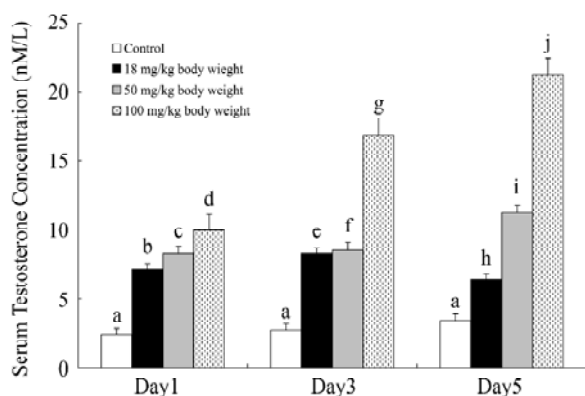 Serum Testosterone Concentration (nM/L)
25
20
15
10
5
0
Control
18 mg/kg body wieght
50 mg/kg body weight
100 mg/kg body weight
a
b
c
d
a
e
f
g
a
h
i
j
Day1
Day3
Day5